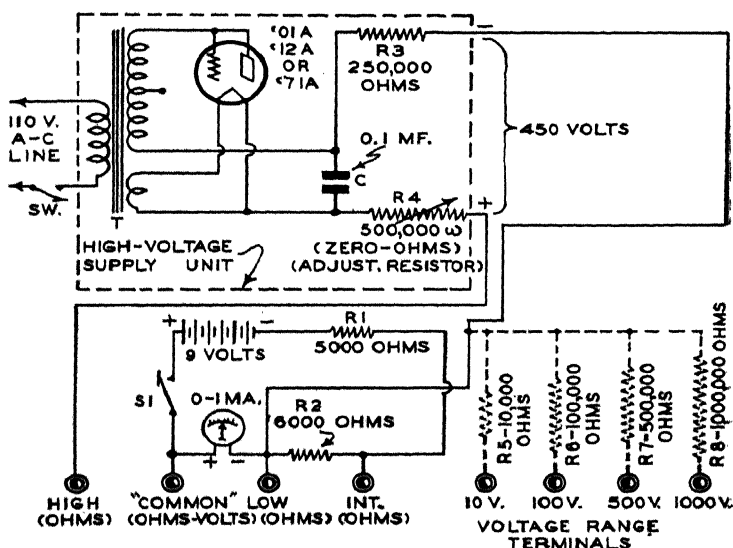 '01A
'12A
OR
'71A
R3
250,000
OHMS
−
110 V.
A-C
LINE
0.1 MF.
450 VOLTS
C
SW.
T
R4
+
500,000 ω
(ZERO-OHMS)
(ADJUST. RESISTOR)
HIGH-VOLTAGE
SUPPLY UNIT
+
−
9 VOLTS
R1
5000 OHMS
S1
0-1 MA.
R2
6000 OHMS
+
−
R5-10,000
OHMS
R6-100,000
OHMS
R7-500,000
OHMS
R8-1000,000 OHMS
HIGH
(OHMS)
"COMMON"
(OHMS-VOLTS)
LOW
(OHMS)
INT.
(OHMS)
10 V.
100 V.
500 V.
1000 V.
VOLTAGE RANGE
TERMINALS